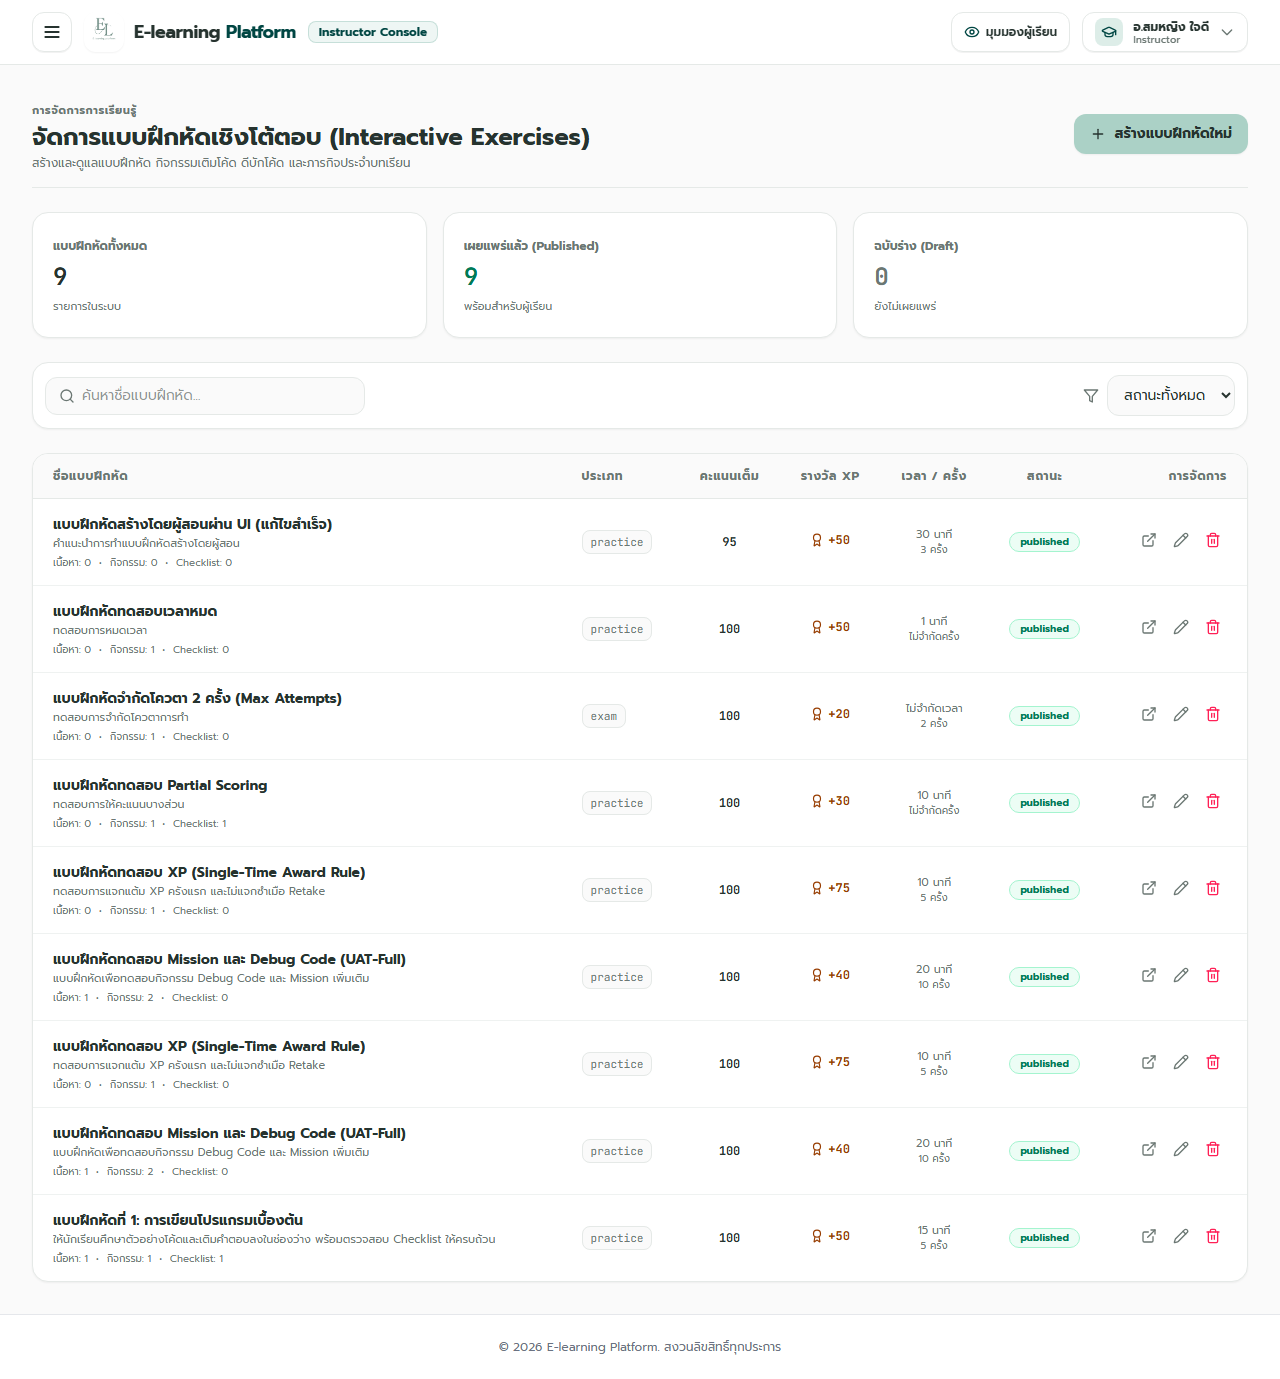 E-learning Platform
Instructor Console
มุมมองผู้เรียน
อ.สมหญิง ใจดี
Instructor
การจัดการการเรียนรู้
จัดการแบบฝึกหัดเชิงโต้ตอบ (Interactive Exercises)
สร้างและดูแลแบบฝึกหัด กิจกรรมเติมโค้ด ดีบักโค้ด และภารกิจประจำบทเรียน
สร้างแบบฝึกหัดใหม่
แบบฝึกหัดทั้งหมด
9
รายการในระบบ
เผยแพร่แล้ว (Published)
9
พร้อมสำหรับผู้เรียน
ฉบับร่าง (Draft)
0
ยังไม่เผยแพร่
ค้นหาชื่อแบบฝึกหัด...
สถานะทั้งหมด
ชื่อแบบฝึกหัด ประเภท คะแนนเต็ม รางวัล XP เวลา / ครั้ง สถานะ การจัดการ
แบบฝึกหัดสร้างโดยผู้สอนผ่าน UI (แก้ไขสำเร็จ)
คำแนะนำการทำแบบฝึกหัดสร้างโดยผู้สอน
เนื้อหา: 0 • กิจกรรม: 0 • Checklist: 0
practice 95 +50 30 นาที
3 ครั้ง
published
แบบฝึกหัดทดสอบเวลาหมด
ทดสอบการหมดเวลา
เนื้อหา: 0 • กิจกรรม: 1 • Checklist: 0
practice 100 +50 1 นาที
ไม่จำกัดครั้ง
published
แบบฝึกหัดจำกัดโควตา 2 ครั้ง (Max Attempts)
ทดสอบการจำกัดโควตาการทำ
เนื้อหา: 0 • กิจกรรม: 1 • Checklist: 0
exam 100 +20 ไม่จำกัดเวลา
2 ครั้ง
published
แบบฝึกหัดทดสอบ Partial Scoring
ทดสอบการให้คะแนนบางส่วน
เนื้อหา: 0 • กิจกรรม: 1 • Checklist: 1
practice 100 +30 10 นาที
ไม่จำกัดครั้ง
published
แบบฝึกหัดทดสอบ XP (Single-Time Award Rule)
ทดสอบการแจกแต้ม XP ครั้งแรก และไม่แจกซ้ำเมื่อ Retake
เนื้อหา: 0 • กิจกรรม: 1 • Checklist: 0
practice 100 +75 10 นาที
5 ครั้ง
published
แบบฝึกหัดทดสอบ Mission และ Debug Code (UAT-Full)
แบบฝึกหัดเพื่อทดสอบกิจกรรม Debug Code และ Mission เพิ่มเติม
เนื้อหา: 1 • กิจกรรม: 2 • Checklist: 0
practice 100 +40 20 นาที
10 ครั้ง
published
แบบฝึกหัดทดสอบ XP (Single-Time Award Rule)
ทดสอบการแจกแต้ม XP ครั้งแรก และไม่แจกซ้ำเมื่อ Retake
เนื้อหา: 0 • กิจกรรม: 1 • Checklist: 0
practice 100 +75 10 นาที
5 ครั้ง
published
แบบฝึกหัดทดสอบ Mission และ Debug Code (UAT-Full)
แบบฝึกหัดเพื่อทดสอบกิจกรรม Debug Code และ Mission เพิ่มเติม
เนื้อหา: 1 • กิจกรรม: 2 • Checklist: 0
practice 100 +40 20 นาที
10 ครั้ง
published
แบบฝึกหัดที่ 1: การเขียนโปรแกรมเบื้องต้น
ให้นักเรียนศึกษาตัวอย่างโค้ดและเติมคำตอบลงในช่องว่าง พร้อมตรวจสอบ Checklist ให้ครบถ้วน
เนื้อหา: 1 • กิจกรรม: 1 • Checklist: 1
practice 100 +50 15 นาที
5 ครั้ง
published
© 2026 E-learning Platform. สงวนลิขสิทธิ์ทุกประการ